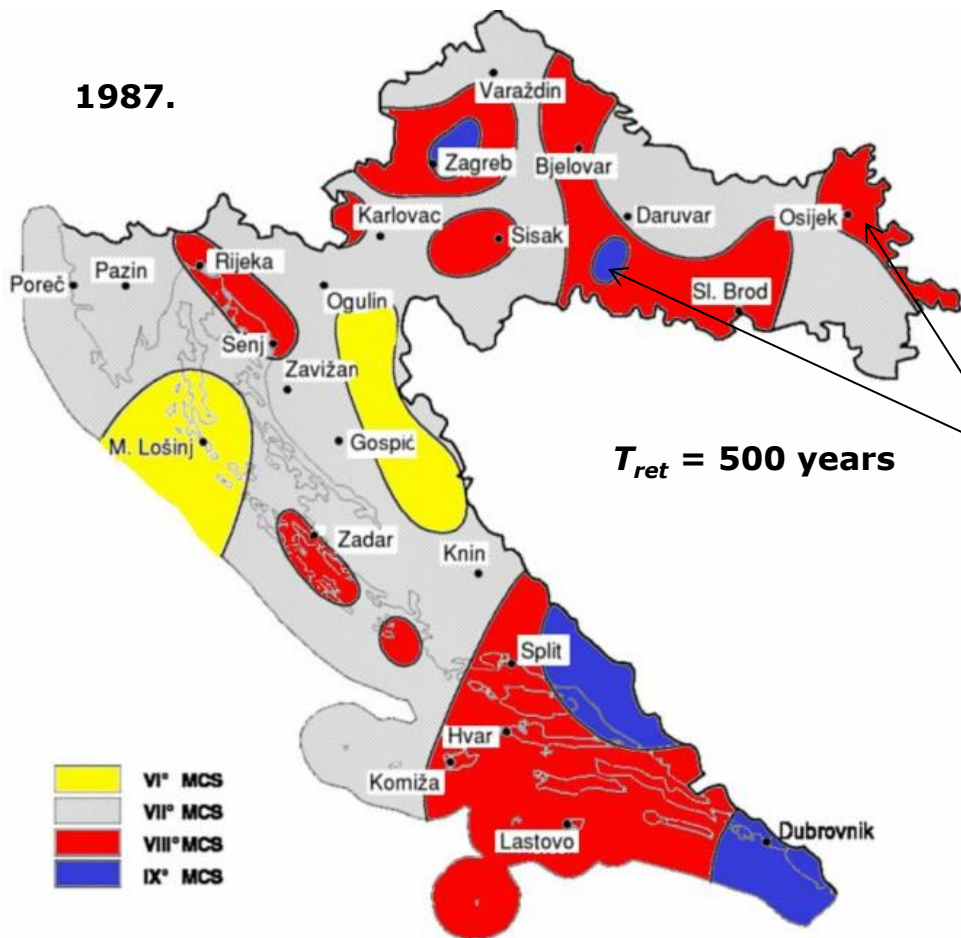 1987.
Varaždin
Zagreb
Bjelovar
Karlovac
Sisak
Daruvar
Osijek
Rijeka
Pazin
Poreč
Ogulin
Sl. Brod
Senj
Zavižan
M. Lošinj
Gospić
T_ret = 500 years
Zadar
Knin
Split
Hvar
Komiža
Lastovo
Dubrovnik
VI° MCS
VII° MCS
VIII° MCS
IX° MCS